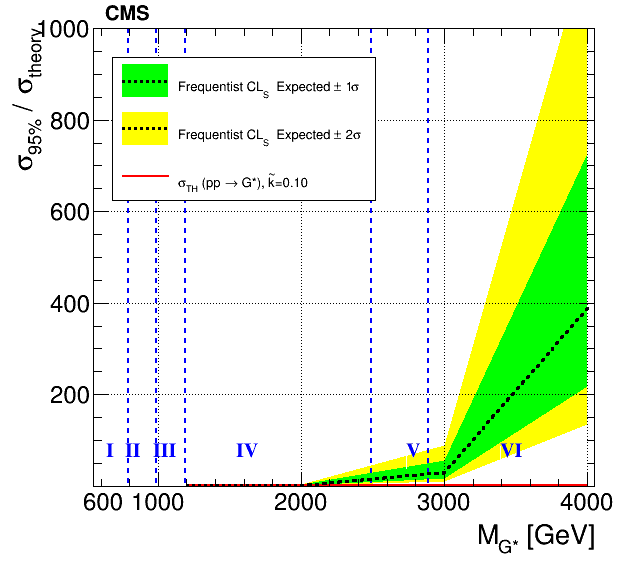 CMS
σ95% / σtheory
1000
800
600
400
200
Frequentist CLS Expected ± 1σ
Frequentist CLS Expected ± 2σ
σTH (pp → G*), k̃=0.10
I II III IV V VI
600 1000 2000 3000 4000
MG* [GeV]